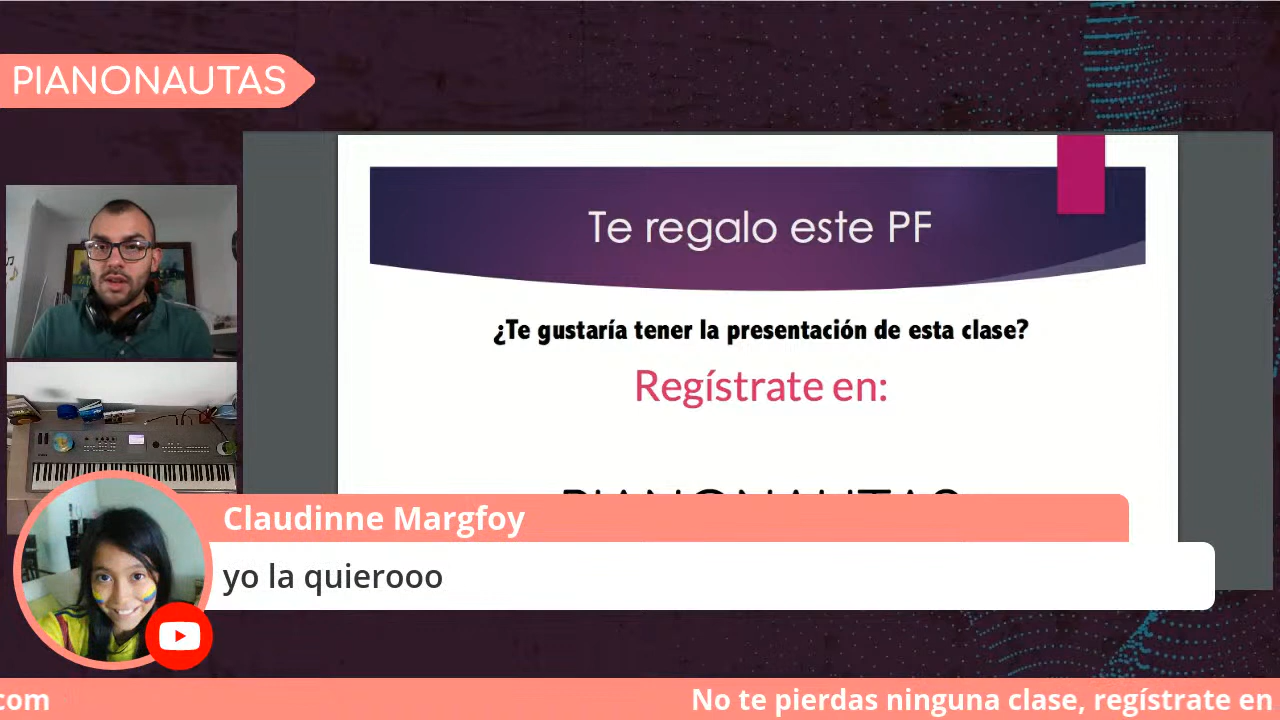 PIANONAUTAS
Te regalo este PF
¿Te gustaría tener la presentación de esta clase?
Regístrate en:
PIANONAUTAS
Claudinne Margfoy
yo la quierooo
.com
No te pierdas ninguna clase, regístrate en